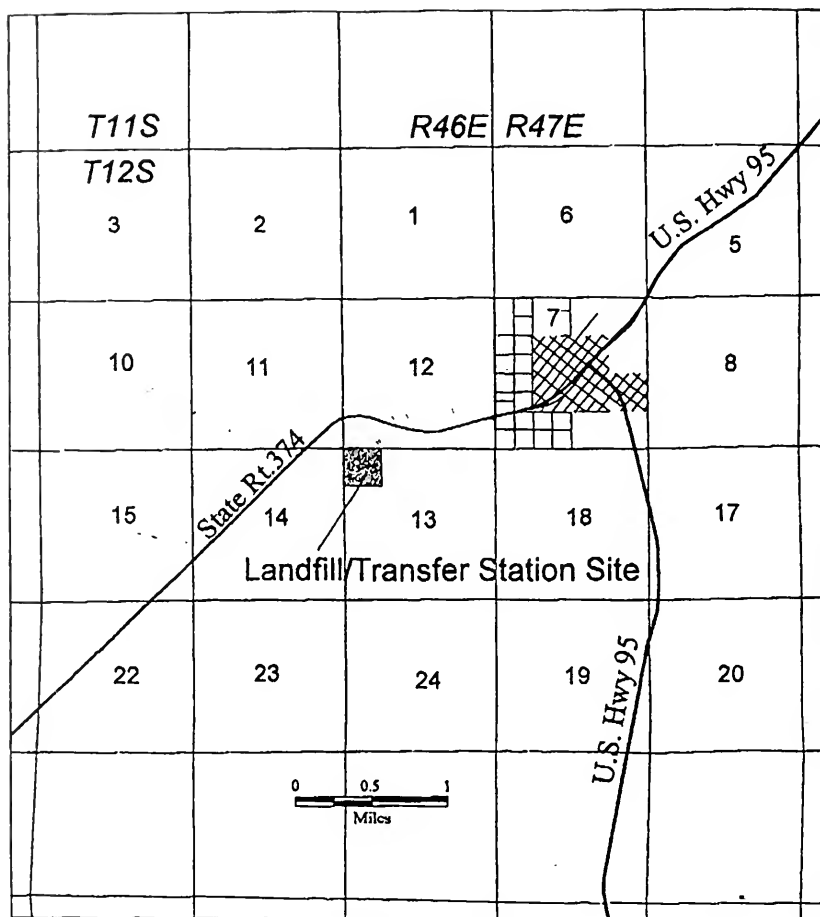 T11S R46E R47E
T12S
3 2 1 6 5
U.S. Hwy 95
10 11 12 7 8
State Rt.374
15 14 13 18 17
Landfill/Transfer Station Site
22 23 24 19 20
U.S. Hwy 95
0 0.5 1
Miles